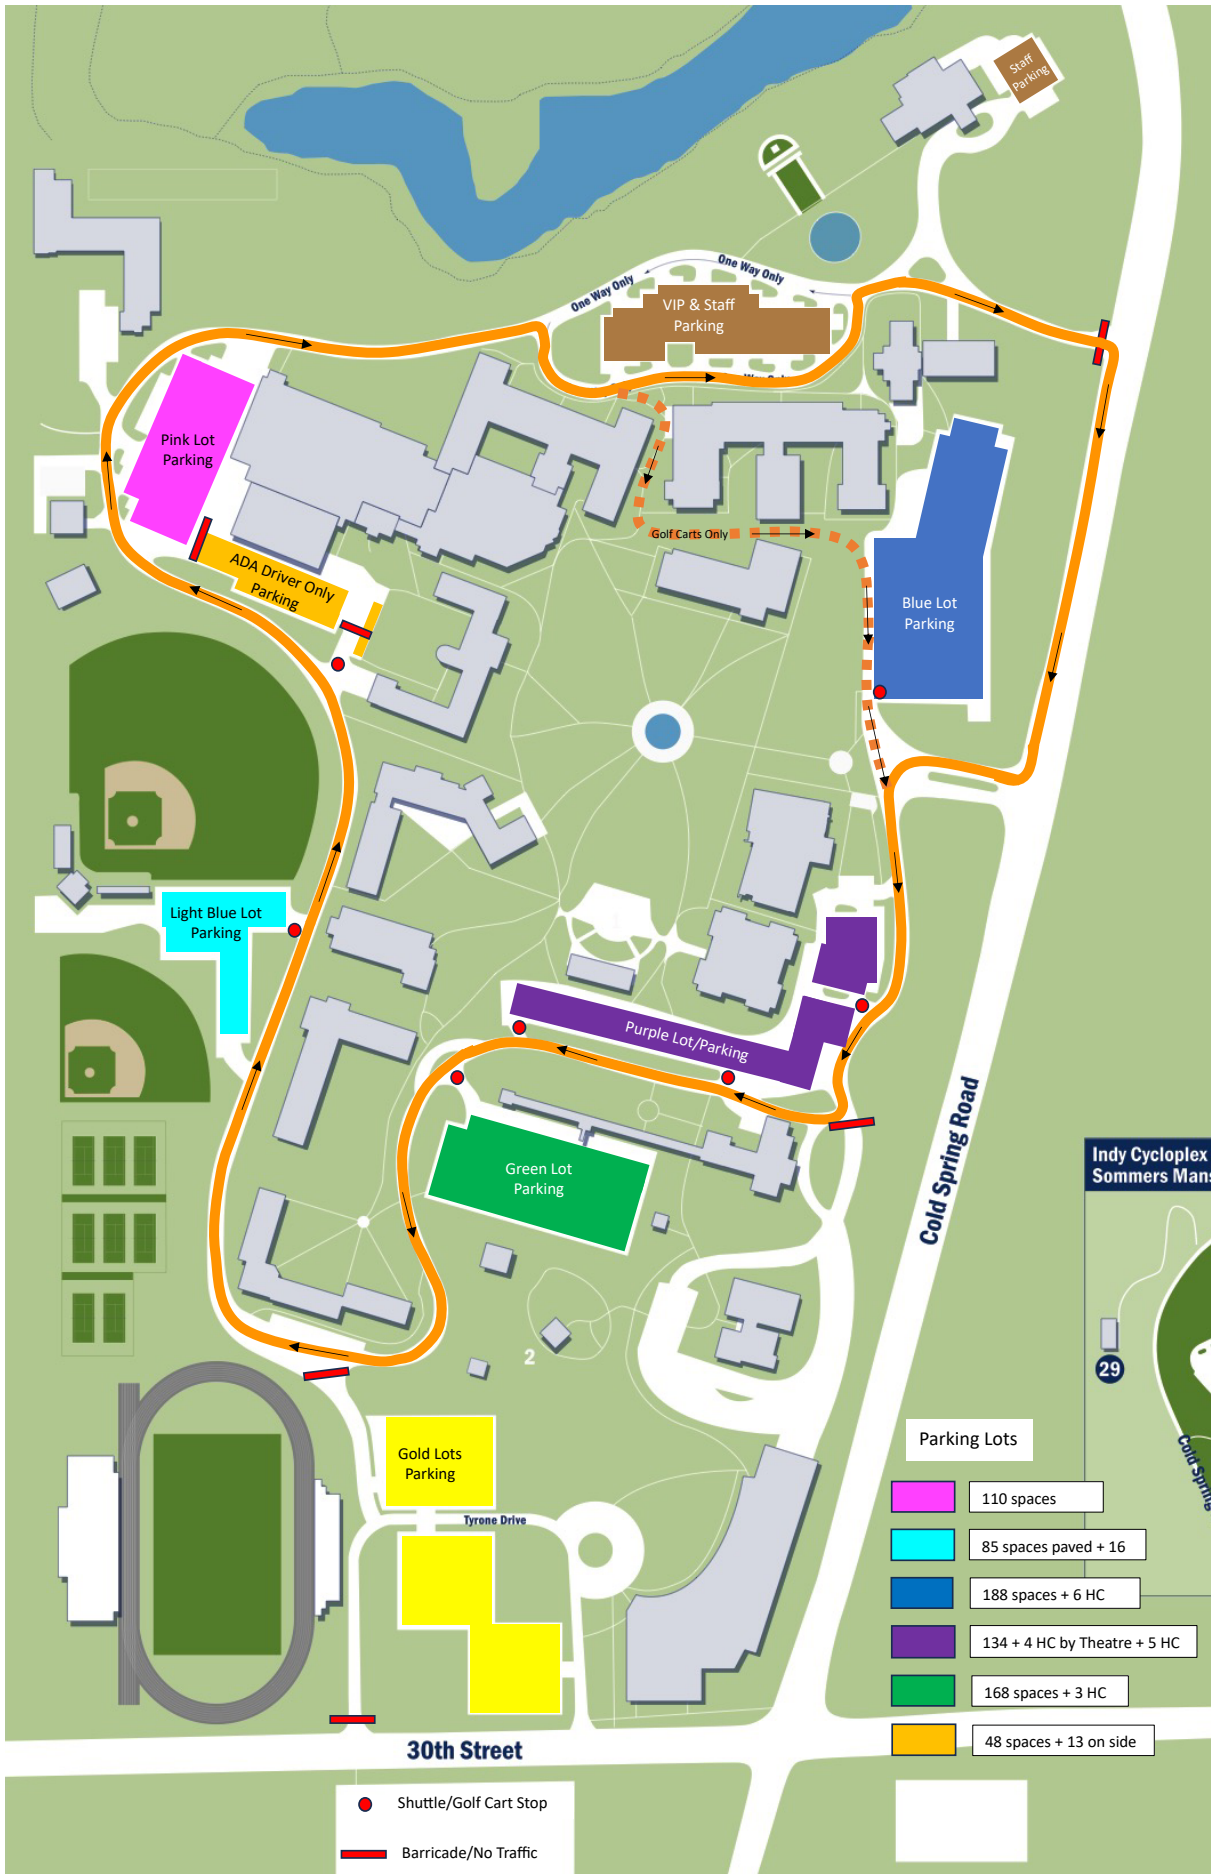 Staff
Parking
One Way Only
One Way Only
VIP & Staff
Parking
Pink Lot
Parking
Golf Carts Only
ADA Driver Only
Parking
Blue Lot
Parking
Light Blue Lot
Parking
Purple Lot/Parking
Green Lot
Parking
Cold Spring Road
Indy Cycloplex
Sommers Mans
29
2
Cold Spring
Gold Lots
Parking
Tyrone Drive
Parking Lots
110 spaces
85 spaces paved + 16
188 spaces + 6 HC
134 + 4 HC by Theatre + 5 HC
168 spaces + 3 HC
48 spaces + 13 on side
30th Street
Shuttle/Golf Cart Stop
Barricade/No Traffic